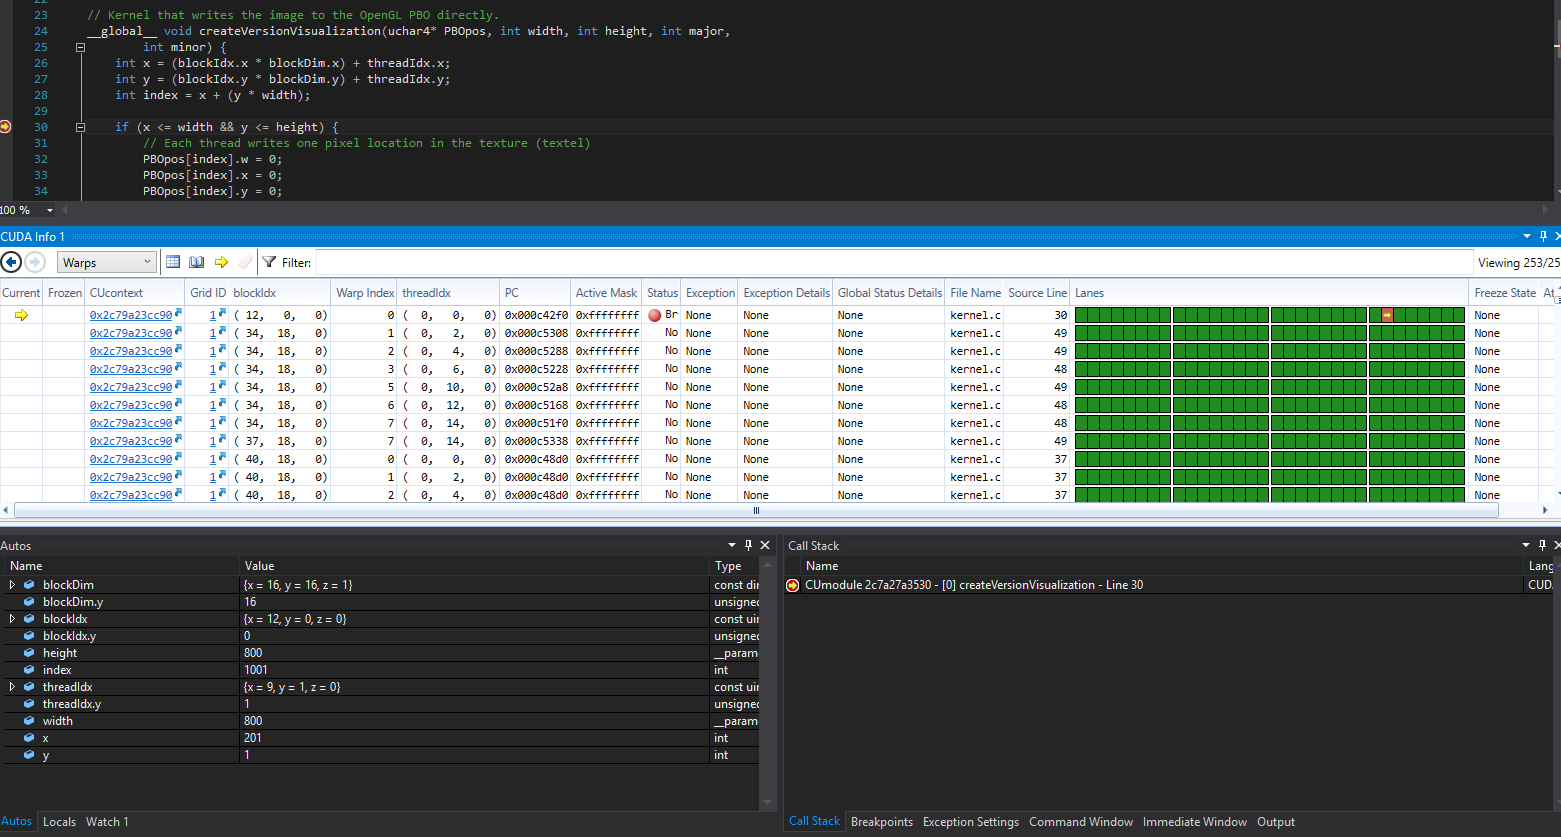 22
23 // Kernel that writes the image to the OpenGL PBO directly.
24 __global__ void createVersionVisualization(uchar4* PBOpos, int width, int height, int major,
25 int minor) {
26 int x = (blockIdx.x * blockDim.x) + threadIdx.x;
27 int y = (blockIdx.y * blockDim.y) + threadIdx.y;
28 int index = x + (y * width);
29
30 if (x <= width && y <= height) {
31 // Each thread writes one pixel location in the texture (textel)
32 PBOpos[index].w = 0;
33 PBOpos[index].x = 0;
34 PBOpos[index].y = 0;
100 %
CUDA Info 1
Warps Filter: Viewing 253/25
Current Frozen CUcontext Grid ID blockIdx Warp Index threadIdx PC Active Mask Status Exception Exception Details Global Status Details File Name Source Line Lanes Freeze State At
0x2c79a23cc90 1 ( 12, 0, 0) 0 ( 0, 0, 0) 0x000c42f0 0xffffffff Br None None None kernel.c 30 None
0x2c79a23cc90 1 ( 34, 18, 0) 1 ( 0, 2, 0) 0x000c5308 0xffffffff No None None None kernel.c 49 None
0x2c79a23cc90 1 ( 34, 18, 0) 2 ( 0, 4, 0) 0x000c5288 0xffffffff No None None None kernel.c 49 None
0x2c79a23cc90 1 ( 34, 18, 0) 3 ( 0, 6, 0) 0x000c5228 0xffffffff No None None None kernel.c 48 None
0x2c79a23cc90 1 ( 34, 18, 0) 5 ( 0, 10, 0) 0x000c52a8 0xffffffff No None None None kernel.c 49 None
0x2c79a23cc90 1 ( 34, 18, 0) 6 ( 0, 12, 0) 0x000c5168 0xffffffff No None None None kernel.c 48 None
0x2c79a23cc90 1 ( 34, 18, 0) 7 ( 0, 14, 0) 0x000c51f0 0xffffffff No None None None kernel.c 48 None
0x2c79a23cc90 1 ( 37, 18, 0) 7 ( 0, 14, 0) 0x000c5338 0xffffffff No None None None kernel.c 49 None
0x2c79a23cc90 1 ( 40, 18, 0) 0 ( 0, 0, 0) 0x000c48d0 0xffffffff No None None None kernel.c 37 None
0x2c79a23cc90 1 ( 40, 18, 0) 1 ( 0, 2, 0) 0x000c48d0 0xffffffff No None None None kernel.c 37 None
0x2c79a23cc90 1 ( 40, 18, 0) 2 ( 0, 4, 0) 0x000c48d0 0xffffffff No None None None kernel.c 37 None
Autos
Name Value Type
blockDim {x = 16, y = 16, z = 1} const dim
blockDim.y 16 unsigned
blockIdx {x = 12, y = 0, z = 0} const uin
blockIdx.y 0 unsigned
height 800 __param
index 1001 int
threadIdx {x = 9, y = 1, z = 0} const uin
threadIdx.y 1 unsigned
width 800 __param
x 201 int
y 1 int
Autos Locals Watch 1
Call Stack
Name Lang
CUmodule 2c7a27a3530 - [0] createVersionVisualization - Line 30 CUD
Call Stack Breakpoints Exception Settings Command Window Immediate Window Output